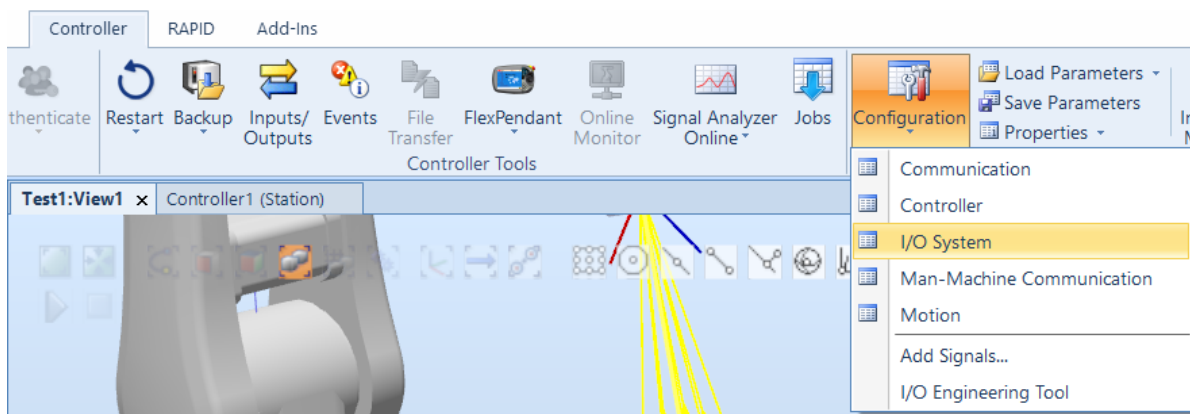 Controller RAPID Add-Ins
thenticate Restart Backup Inputs/ Events File FlexPendant Online Signal Analyzer Jobs Configuration
Outputs Transfer Monitor Online
Load Parameters
Save Parameters
Properties
Controller Tools
Test1:View1 x Controller1 (Station)
Communication
Controller
I/O System
Man-Machine Communication
Motion
Add Signals...
I/O Engineering Tool